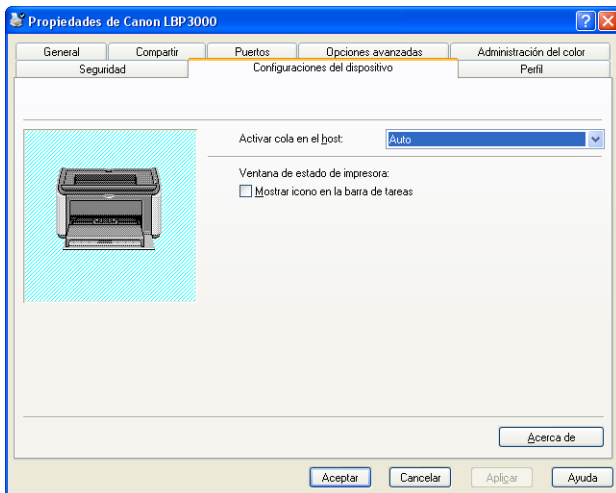 Propiedades de Canon LBP3000
General Compartir Puertos Opciones avanzadas Administración del color
Seguridad Configuraciones del dispositivo Perfil
Activar cola en el host: Auto
Ventana de estado de impresora:
Mostrar icono en la barra de tareas
Acerca de
Aceptar Cancelar Aplicar Ayuda